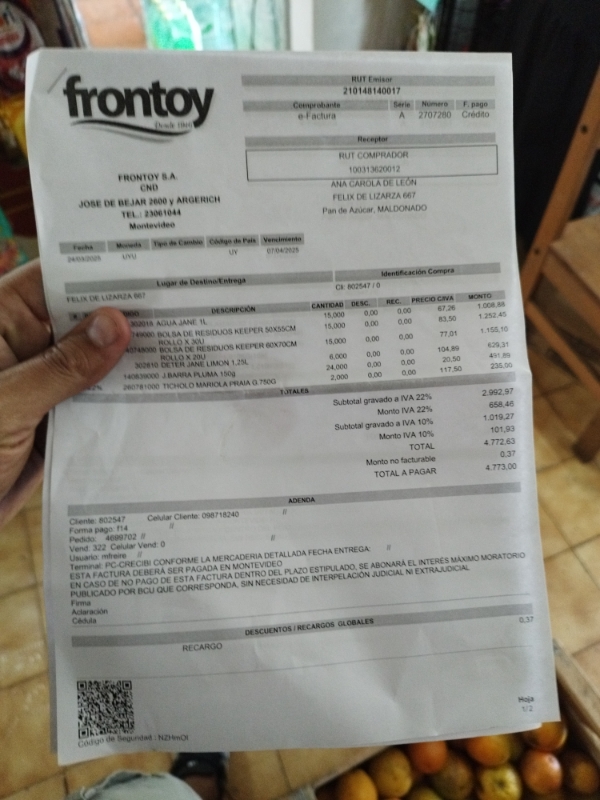 frontoy
Desde 1946
FRONTOY S.A.
CND
JOSE DE BEJAR 2600 y ARGERICH
TEL.: 23061044
Montevideo
RUT Emisor
210148140017
Comprobante Serie Número F. pago
e-Factura A 2707280 Crédito
Receptor
RUT COMPRADOR
100313620012
ANA CAROLA DE LEÓN
FELIX DE LIZARZA 667
Pan de Azúcar, MALDONADO
Fecha Moneda Tipo de Cambio Código de País Vencimiento
UYU UY 07/04/2025
Lugar de Destino/Entrega Identificación Compra
FELIX DE LIZARZA 667 Cli: 802547 / 0
DESCRIPCIÓN CANTIDAD DESC. REC. PRECIO C/IVA MONTO
AGUA JANE 1L 15,000 0,00 0,00 67,26
BOLSA DE RESIDUOS KEEPER 50X55CM 15,000 0,00 0,00 83,50 1.252,45
ROLLO X 30U
BOLSA DE RESIDUOS KEEPER 60X70CM 15,000 0,00 0,00 77,01 1.155,10
ROLLO X 20U
302810 DETER JANE LIMON 1.25L 6,000 0,00 0,00 104,89 629,31
J.BARRA PLUMA 150g 24,000 0,00 0,00 20,50 491,89
260781000 TICHOLO MARIOLA PRAIA G.750G 2,000 0,00 0,00 117,50 235,00
TOTALES
Subtotal gravado a IVA 22% 2.992,97
Monto IVA 22% 658,46
Subtotal gravado a IVA 10% 1.019,27
Monto IVA 10% 101,93
TOTAL 4.772,63
Monto no facturable 0,37
TOTAL A PAGAR 4.773,00
ADENDA
Cliente: 802547 Celular Cliente: 098718240 //
Forma pago: f14 //
Pedido: 4699702 // //
Vend: 322 Celular Vend: 0
Usuario: mfreire // //
Terminal: PC-CRECIBI CONFORME LA MERCADERIA DETALLADA FECHA ENTREGA:
ESTA FACTURA DEBERÁ SER PAGADA EN MONTEVIDEO
EN CASO DE NO PAGO DE ESTA FACTURA DENTRO DEL PLAZO ESTIPULADO, SE ABONARÁ EL INTERÉS MÁXIMO MORATORIO
PUBLICADO POR BCU QUE CORRESPONDA, SIN NECESIDAD DE INTERPELACIÓN JUDICIAL NI EXTRAJUDICIAL
Firma
Aclaración
Cédula
DESCUENTOS / RECARGOS GLOBALES
RECARGO 0,37
Código de Seguridad :
Hoja
1/2